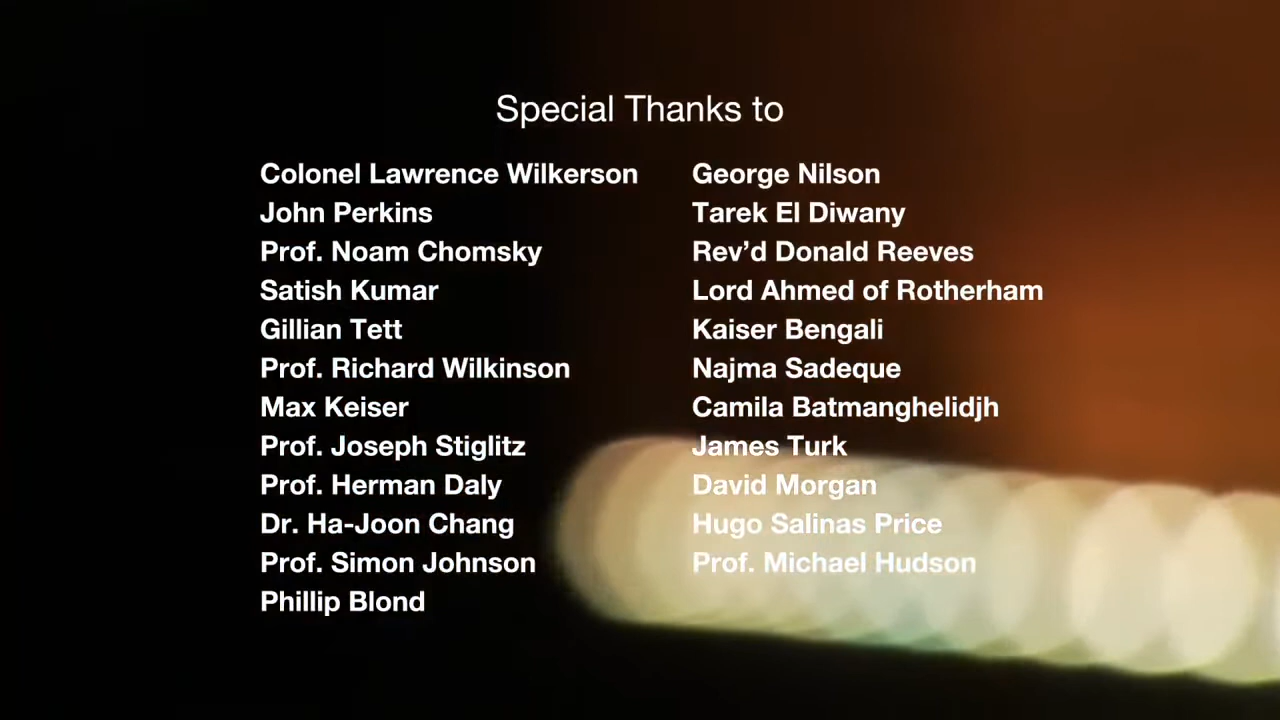 Special Thanks to
Colonel Lawrence Wilkerson
John Perkins
Prof. Noam Chomsky
Satish Kumar
Gillian Tett
Prof. Richard Wilkinson
Max Keiser
Prof. Joseph Stiglitz
Prof. Herman Daly
Dr. Ha-Joon Chang
Prof. Simon Johnson
Phillip Blond
George Nilson
Tarek El Diwany
Rev’d Donald Reeves
Lord Ahmed of Rotherham
Kaiser Bengali
Najma Sadeque
Camila Batmanghelidjh
James Turk
David Morgan
Hugo Salinas Price
Prof. Michael Hudson